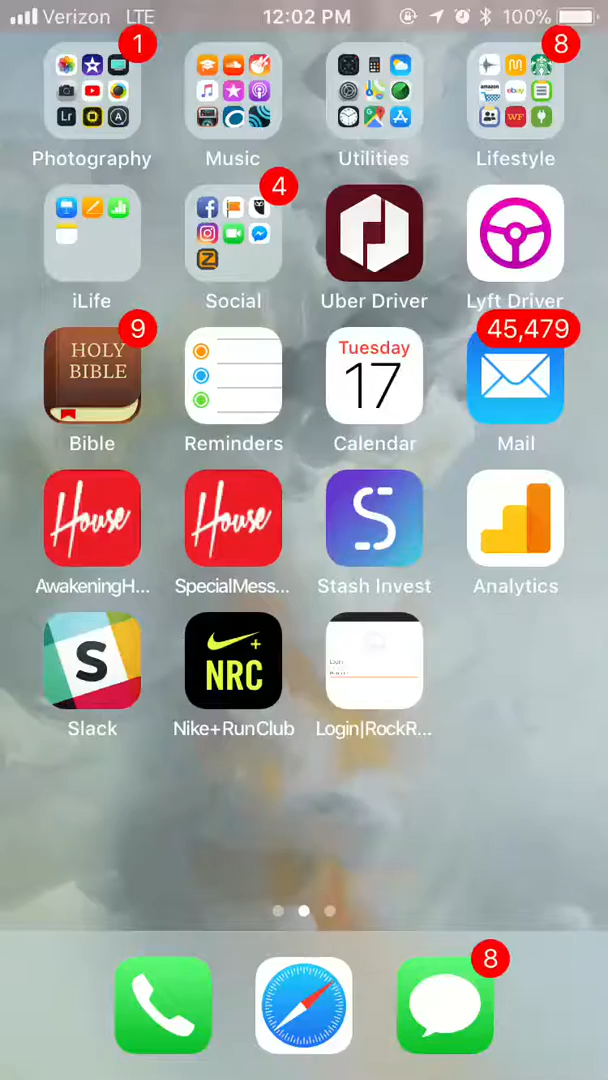 Verizon LTE 12:02 PM 100%
1 8
Photography Music Utilities Lifestyle
4
iLife Social Uber Driver Lyft Driver
9 45,479
HOLY
BIBLE
Tuesday
17
Bible Reminders Calendar Mail
House House S
AwakeningH... SpecialMess... Stash Invest Analytics
S
NRC
Slack Nike+ Run Club Login|RockR...
8